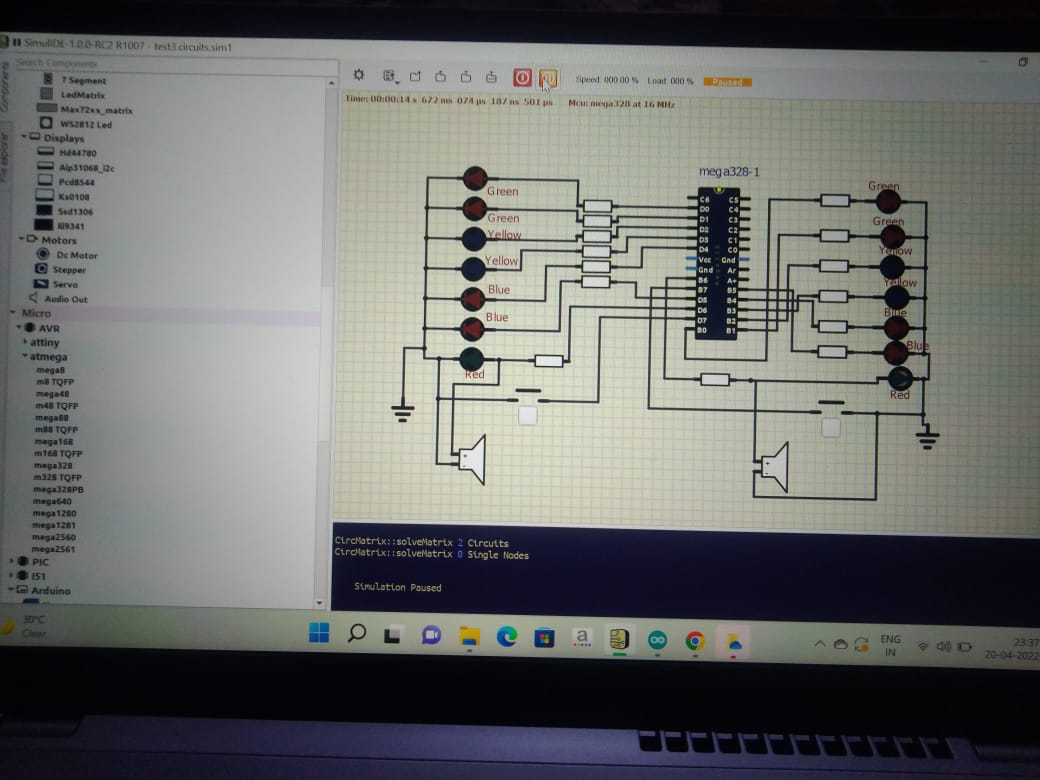 SimulIDE-1.0.0-RC2 R1007 - test3.circuits.sim1
Search Components
Components
File explorer
7 Segment
LedMatrix
Max72xx_matrix
WS2812 Led
Displays
Hd44780
Aip31068_i2c
Pcd8544
Ks0108
Ssd1306
Ili9341
Motors
Dc Motor
Stepper
Servo
Audio Out
Micro
AVR
attiny
atmega
mega8
m8 TQFP
mega48
m48 TQFP
mega88
m88 TQFP
mega168
m168 TQFP
mega328
m328 TQFP
mega328PB
mega640
mega1280
mega1281
mega2560
mega2561
PIC
I51
Arduino
Speed: 000.00 % Load: 000 % Paused
Time: 00:00:14 s 672 ms 074 µs 187 ns 501 ps Mcu: mega328 at 16 MHz
mega328-1
Green
Green
Yellow
Yellow
Blue
Blue
Red
C6 C5
D0 C4
D1 C3
D2 C2
D3 C1
D4 C0
Vcc Gnd
Gnd Ar
B6 A+
B7 B5
D5 B4
D6 B3
D7 B2
B0 B1
Green
Green
Yellow
Yellow
Blue
Blue
Red
CircMatrix::solveMatrix 2 Circuits
CircMatrix::solveMatrix 0 Single Nodes
Simulation Paused
30°C
Clear
a
ENG
IN
23:37
20-04-2022